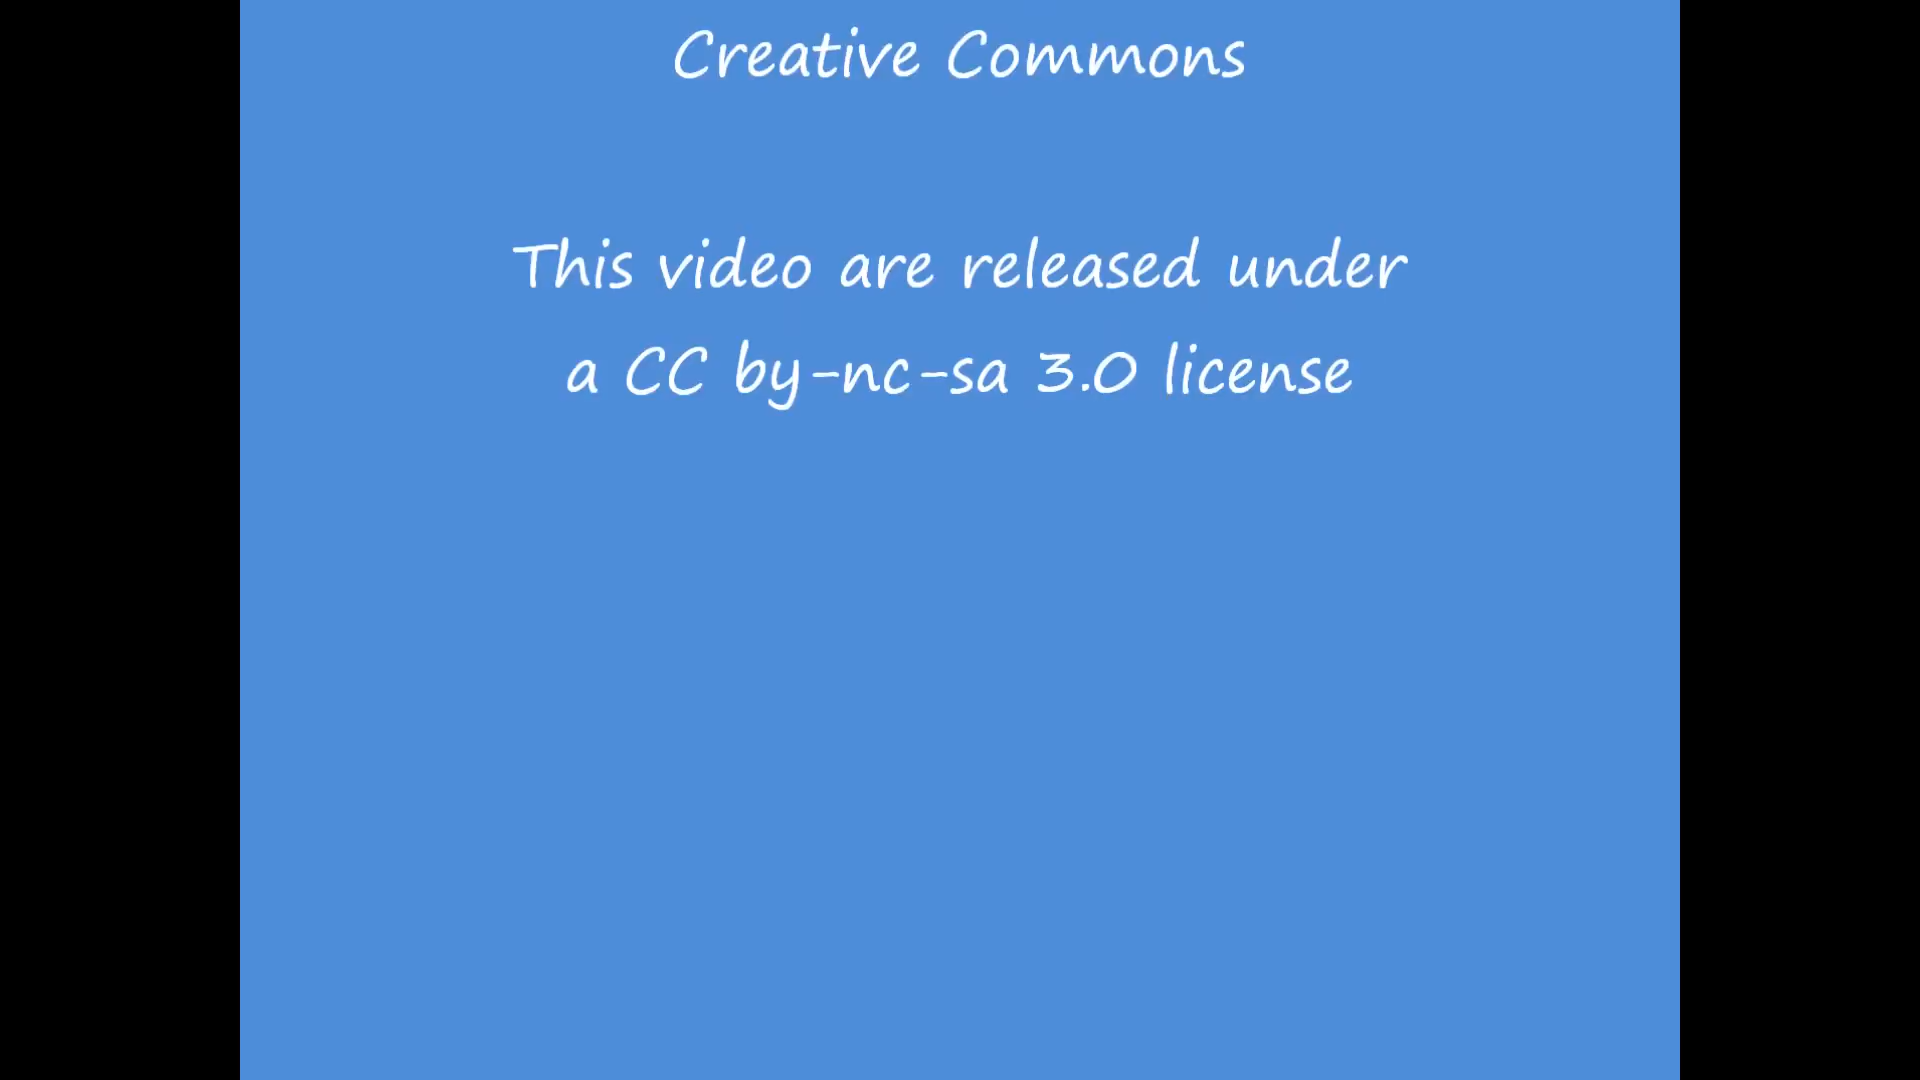 Creative Commons
This video are released under
a CC by-nc-sa 3.0 license